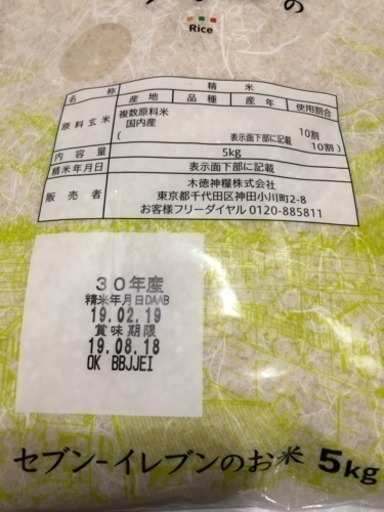 の
Rice
名称 精米
原料玄米 産地 品種 産年 使用割合
複数原料米
国内産 10割
( 表示面下部に記載 10割)
内容量 5kg
精米年月日 表示面下部に記載
販売者 木徳神糧株式会社
東京都千代田区神田小川町2-8
お客様フリーダイヤル 0120-885811
30年産
精米年月日DAAB
19.02.19
賞味期限
19.08.18
OK BBJJEI
セブン-イレブンのお米 5kg